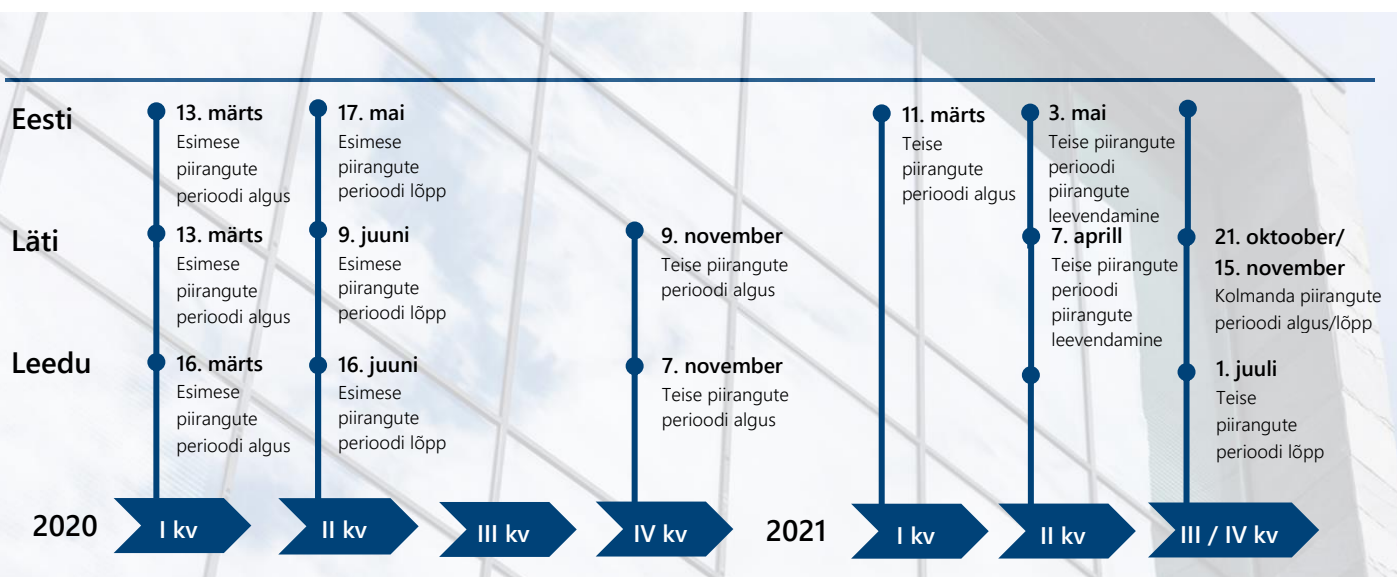 Eesti
13. märts
Esimese
piirangute
perioodi algus
17. mai
Esimese
piirangute
perioodi lõpp
11. märts
Teise
piirangute
perioodi algus
3. mai
Teise piirangute
perioodi
piirangute
leevendamine
Läti
13. märts
Esimese
piirangute
perioodi algus
9. juuni
Esimese
piirangute
perioodi lõpp
9. november
Teise piirangute
perioodi algus
7. aprill
Teise piirangute
perioodi
piirangute
leevendamine
21. oktoober/
15. november
Kolmanda piirangute
perioodi algus/lõpp
Leedu
16. märts
Esimese
piirangute
perioodi algus
16. juuni
Esimese
piirangute
perioodi lõpp
7. november
Teise piirangute
perioodi algus
1. juuli
Teise
piirangute
perioodi lõpp
2020
I kv
II kv
III kv
IV kv
2021
I kv
II kv
III / IV kv